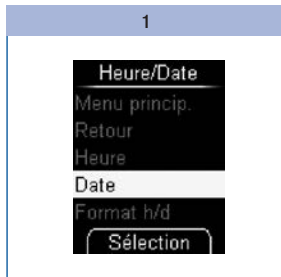 1
Heure/Date
Menu princip.
Retour
Heure
Date
Format h/d
Sélection